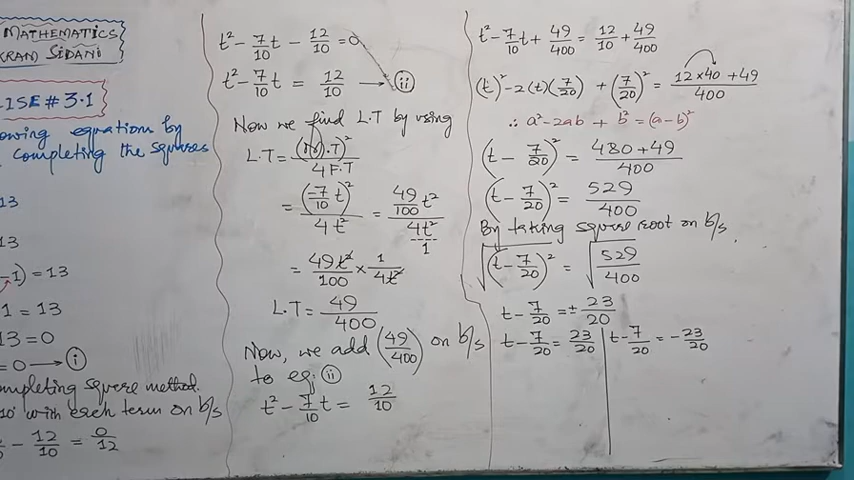 MATHEMATICS
KRAM SIDANI
ISE # 3.1
owing equation by
completing the squares
13
13
-1) = 13
1 = 13
13 = 0
= 0 → (i)
completing square method.
10 with each term on b/s
- 12/10 = 0/12
t² - 7/10 t - 12/10 = 0
t² - 7/10 t = 12/10 → (ii)
Now we find L.T by using
L.T = (M.T)²/4F.T
= (-7/10 t)²/4t² = 49/100 t²/4t²/1
= 49t²/100 × 1/4t²
L.T = 49/400
Now, we add (49/400) on b/s
to eq: (ii)
t² - 7/10 t = 12/10
t² - 7/10 t + 49/400 = 12/10 + 49/400
(t)² - 2(t)(7/20) + (7/20)² = 12×40 + 49/400
∴ a² - 2ab + b² = (a-b)²
(t - 7/20)² = 480 + 49/400
(t - 7/20)² = 529/400
By taking square root on b/s.
√(t - 7/20)² = √529/400
t - 7/20 = ± 23/20
t - 7/20 = 23/20 | t - 7/20 = -23/20